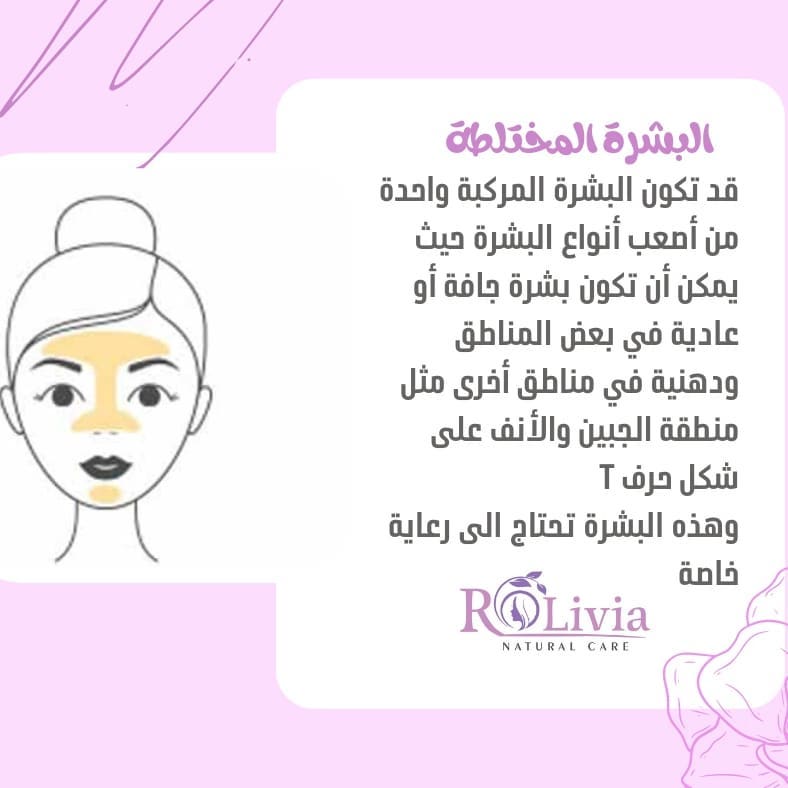 البشرة المختلطة
قد تكون البشرة المركبة واحدة
من أصعب أنواع البشرة حيث
يمكن أن تكون بشرة جافة أو
عادية في بعض المناطق
ودهنية في مناطق أخرى مثل
منطقة الجبين والأنف على
شكل حرف T
وهذه البشرة تحتاج الى رعاية
خاصة
ROLivia
NATURAL CARE